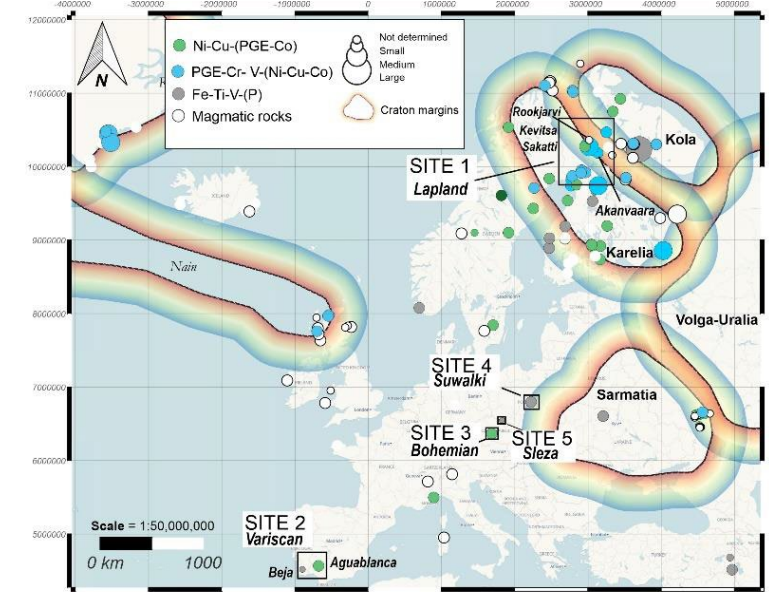 -4000000 -3000000 -2000000 -1000000 0 1000000 2000000 3000000 4000000 5000000
12000000
11000000
10000000
9000000
8000000
7000000
6000000
5000000
N
Ni-Cu-(PGE-Co)
PGE-Cr- V-(Ni-Cu-Co)
Fe-Ti-V-(P)
Magmatic rocks
Not determined
Small
Medium
Large
Craton margins
ICELAND
Nain
Rookjarvi
Kevitsa
Sakatti
SITE 1
Lapland
Kola
Akanvaara
Karelia
Volga-Uralia
Sarmatia
SITE 4
Suwalki
SITE 3
Bohemian
SITE 5
Sleza
SITE 2
Variscan
Beja
Aguablanca
Scale = 1:50,000,000
0 km 1000